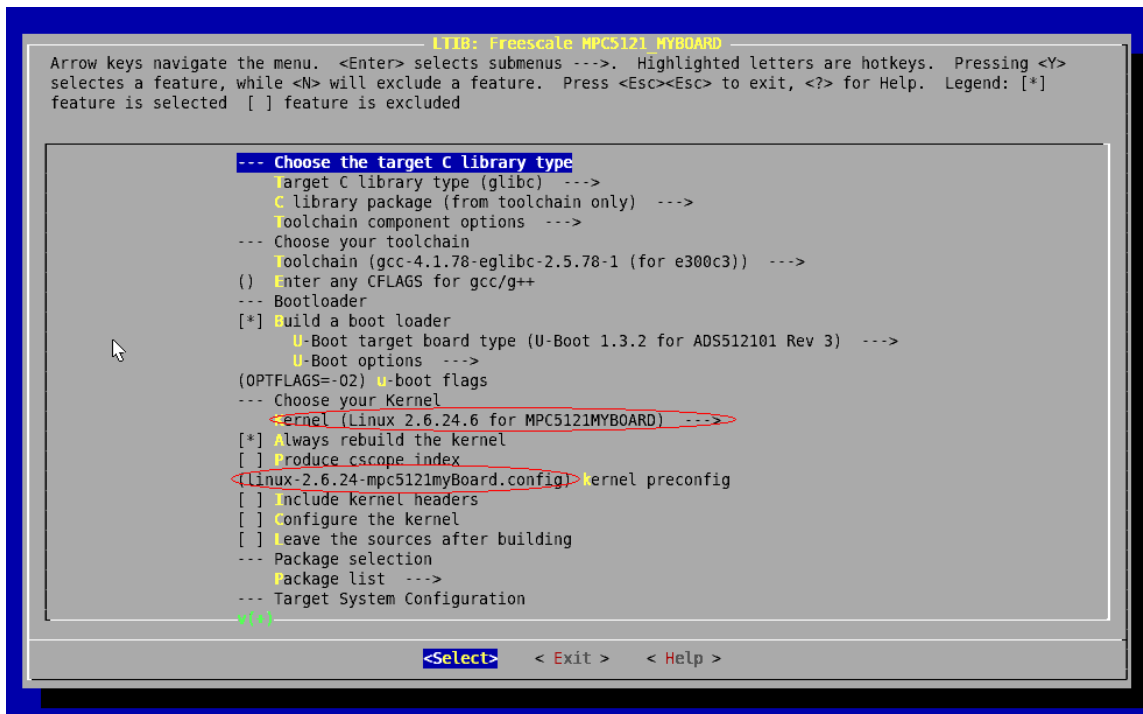 LTIB: Freescale MPC5121_MYBOARD
Arrow keys navigate the menu.  <Enter> selects submenus --->.  Highlighted letters are hotkeys.  Pressing <Y>
selectes a feature, while <N> will exclude a feature.  Press <Esc><Esc> to exit, <?> for Help.  Legend: [*]
feature is selected  [ ] feature is excluded
--- Choose the target C library type
Target C library type (glibc)  --->
C library package (from toolchain only)  --->
Toolchain component options  --->
--- Choose your toolchain
Toolchain (gcc-4.1.78-eglibc-2.5.78-1 (for e300c3))  --->
()  Enter any CFLAGS for gcc/g++
--- Bootloader
[*] Build a boot loader
U-Boot target board type (U-Boot 1.3.2 for ADS512101 Rev 3)  --->
U-Boot options  --->
(OPTFLAGS=-O2) u-boot flags
--- Choose your Kernel
Kernel (Linux 2.6.24.6 for MPC5121MYBOARD)  --->
[*] Always rebuild the kernel
[ ] Produce cscope index
(linux-2.6.24-mpc5121myBoard.config) kernel preconfig
[ ] Include kernel headers
[ ] Configure the kernel
[ ] Leave the sources after building
--- Package selection
Package list  --->
--- Target System Configuration
v(+)
<Select>    < Exit >    < Help >